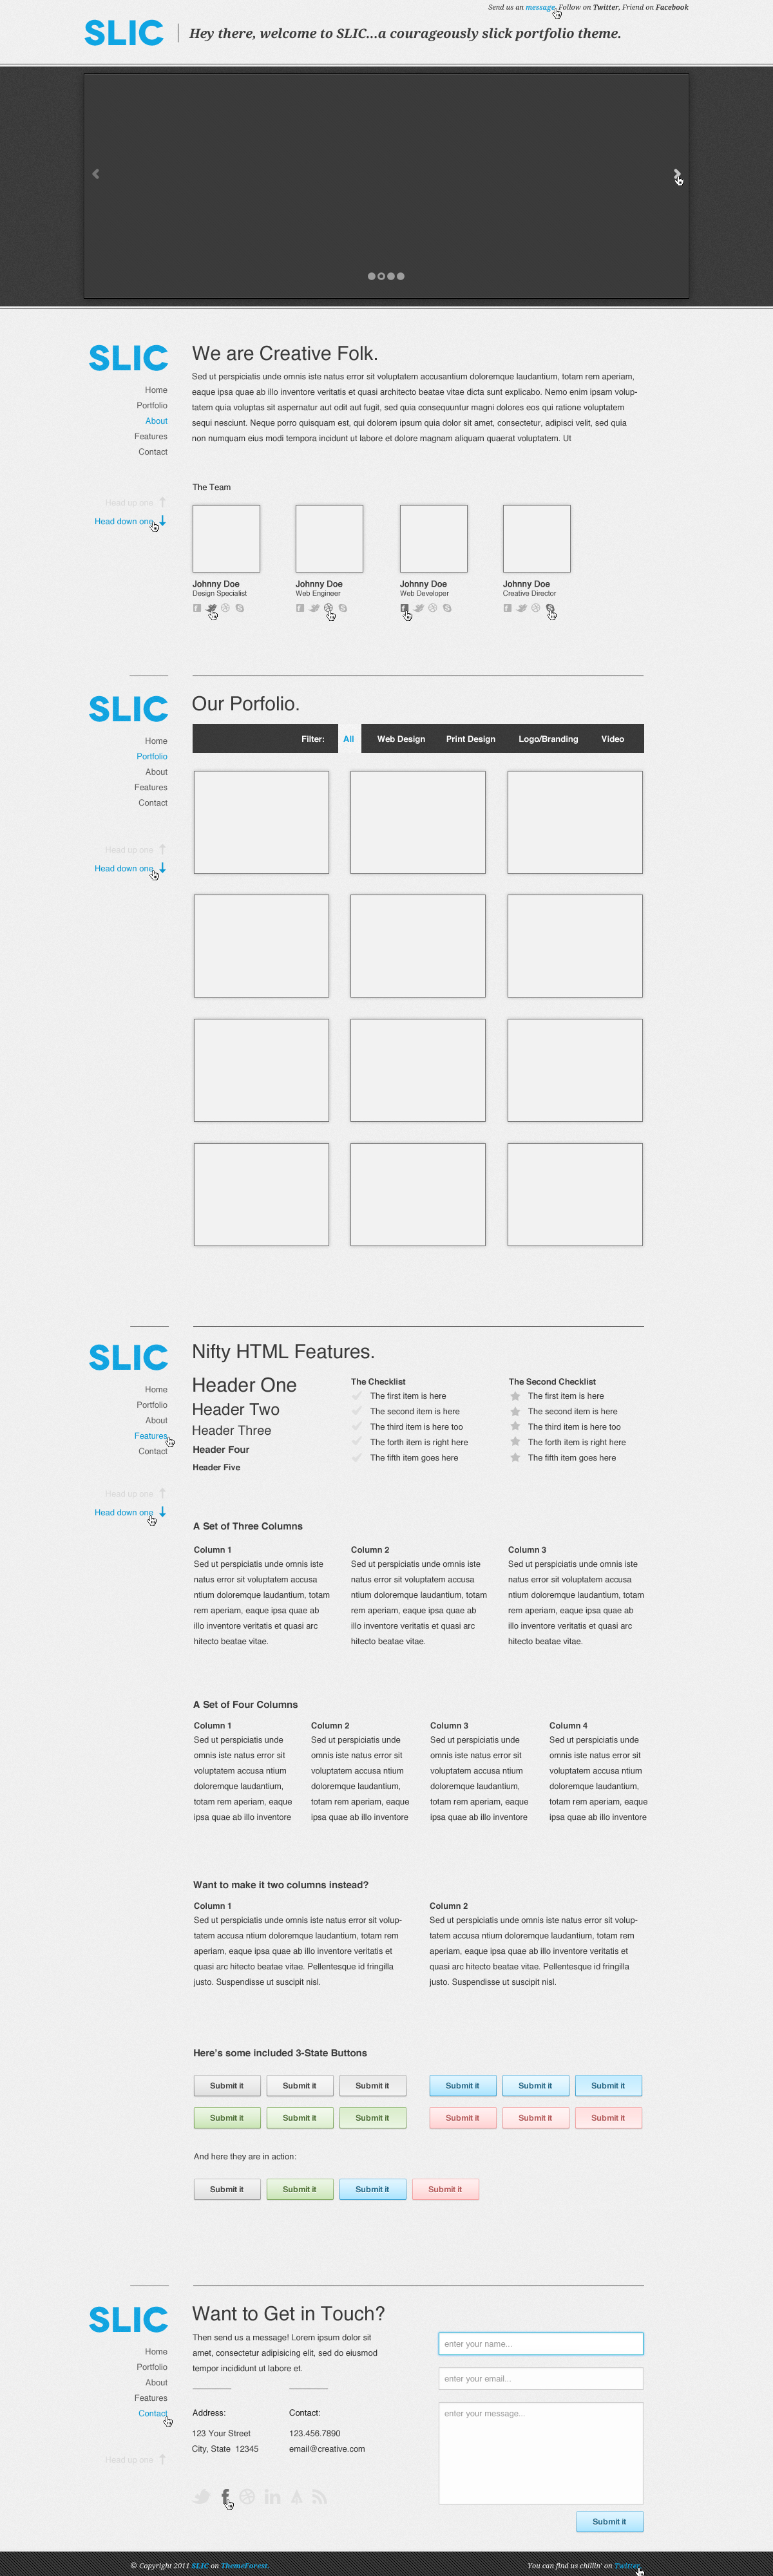 Send us an message, Follow on Twitter, Friend on Facebook
SLIC
Hey there, welcome to SLIC...a courageously slick portfolio theme.
SLIC
Home
Portfolio
About
Features
Contact
Head up one
Head down one
We are Creative Folk.
Sed ut perspiciatis unde omnis iste natus error sit voluptatem accusantium doloremque laudantium, totam rem aperiam,
eaque ipsa quae ab illo inventore veritatis et quasi architecto beatae vitae dicta sunt explicabo. Nemo enim ipsam volup-
tatem quia voluptas sit aspernatur aut odit aut fugit, sed quia consequuntur magni dolores eos qui ratione voluptatem
sequi nesciunt. Neque porro quisquam est, qui dolorem ipsum quia dolor sit amet, consectetur, adipisci velit, sed quia
non numquam eius modi tempora incidunt ut labore et dolore magnam aliquam quaerat voluptatem. Ut
The Team
Johnny Doe
Design Specialist
Johnny Doe
Web Engineer
Johnny Doe
Web Developer
Johnny Doe
Creative Director
SLIC
Home
Portfolio
About
Features
Contact
Head up one
Head down one
Our Porfolio.
Filter: All Web Design Print Design Logo/Branding Video
SLIC
Home
Portfolio
About
Features
Contact
Head up one
Head down one
Nifty HTML Features.
Header One
Header Two
Header Three
Header Four
Header Five
The Checklist
The first item is here
The second item is here
The third item is here too
The forth item is right here
The fifth item goes here
The Second Checklist
The first item is here
The second item is here
The third item is here too
The forth item is right here
The fifth item goes here
A Set of Three Columns
Column 1
Sed ut perspiciatis unde omnis iste
natus error sit voluptatem accusa
ntium doloremque laudantium, totam
rem aperiam, eaque ipsa quae ab
illo inventore veritatis et quasi arc
hitecto beatae vitae.
Column 2
Sed ut perspiciatis unde omnis iste
natus error sit voluptatem accusa
ntium doloremque laudantium, totam
rem aperiam, eaque ipsa quae ab
illo inventore veritatis et quasi arc
hitecto beatae vitae.
Column 3
Sed ut perspiciatis unde omnis iste
natus error sit voluptatem accusa
ntium doloremque laudantium, totam
rem aperiam, eaque ipsa quae ab
illo inventore veritatis et quasi arc
hitecto beatae vitae.
A Set of Four Columns
Column 1
Sed ut perspiciatis unde
omnis iste natus error sit
voluptatem accusa ntium
doloremque laudantium,
totam rem aperiam, eaque
ipsa quae ab illo inventore
Column 2
Sed ut perspiciatis unde
omnis iste natus error sit
voluptatem accusa ntium
doloremque laudantium,
totam rem aperiam, eaque
ipsa quae ab illo inventore
Column 3
Sed ut perspiciatis unde
omnis iste natus error sit
voluptatem accusa ntium
doloremque laudantium,
totam rem aperiam, eaque
ipsa quae ab illo inventore
Column 4
Sed ut perspiciatis unde
omnis iste natus error sit
voluptatem accusa ntium
doloremque laudantium,
totam rem aperiam, eaque
ipsa quae ab illo inventore
Want to make it two columns instead?
Column 1
Sed ut perspiciatis unde omnis iste natus error sit volup-
tatem accusa ntium doloremque laudantium, totam rem
aperiam, eaque ipsa quae ab illo inventore veritatis et
quasi arc hitecto beatae vitae. Pellentesque id fringilla
justo. Suspendisse ut suscipit nisl.
Column 2
Sed ut perspiciatis unde omnis iste natus error sit volup-
tatem accusa ntium doloremque laudantium, totam rem
aperiam, eaque ipsa quae ab illo inventore veritatis et
quasi arc hitecto beatae vitae. Pellentesque id fringilla
justo. Suspendisse ut suscipit nisl.
Here's some included 3-State Buttons
Submit it Submit it Submit it Submit it Submit it Submit it
Submit it Submit it Submit it Submit it Submit it Submit it
And here they are in action:
Submit it Submit it Submit it Submit it
SLIC
Home
Portfolio
About
Features
Contact
Head up one
Want to Get in Touch?
Then send us a message! Lorem ipsum dolor sit
amet, consectetur adipisicing elit, sed do eiusmod
tempor incididunt ut labore et.
Address:
123 Your Street
City, State 12345
Contact:
123.456.7890
email@creative.com
enter your name...
enter your email...
enter your message...
Submit it
© Copyright 2011 SLIC on ThemeForest.
You can find us chillin' on Twitter.